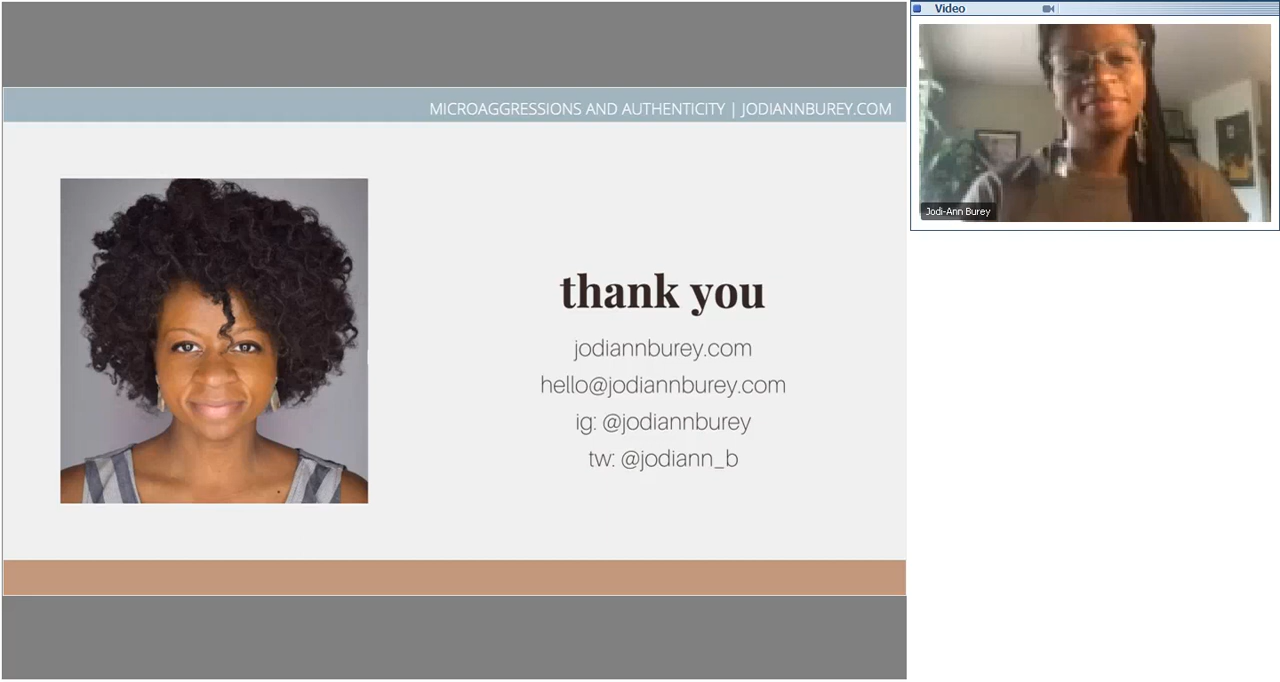 MICROAGGRESSIONS AND AUTHENTICITY | JODIANNBUREY.COM
thank you
jodiannburey.com
hello@jodiannburey.com
ig: @jodiannburey
tw: @jodiann_b
Video
Jodi-Ann Burey